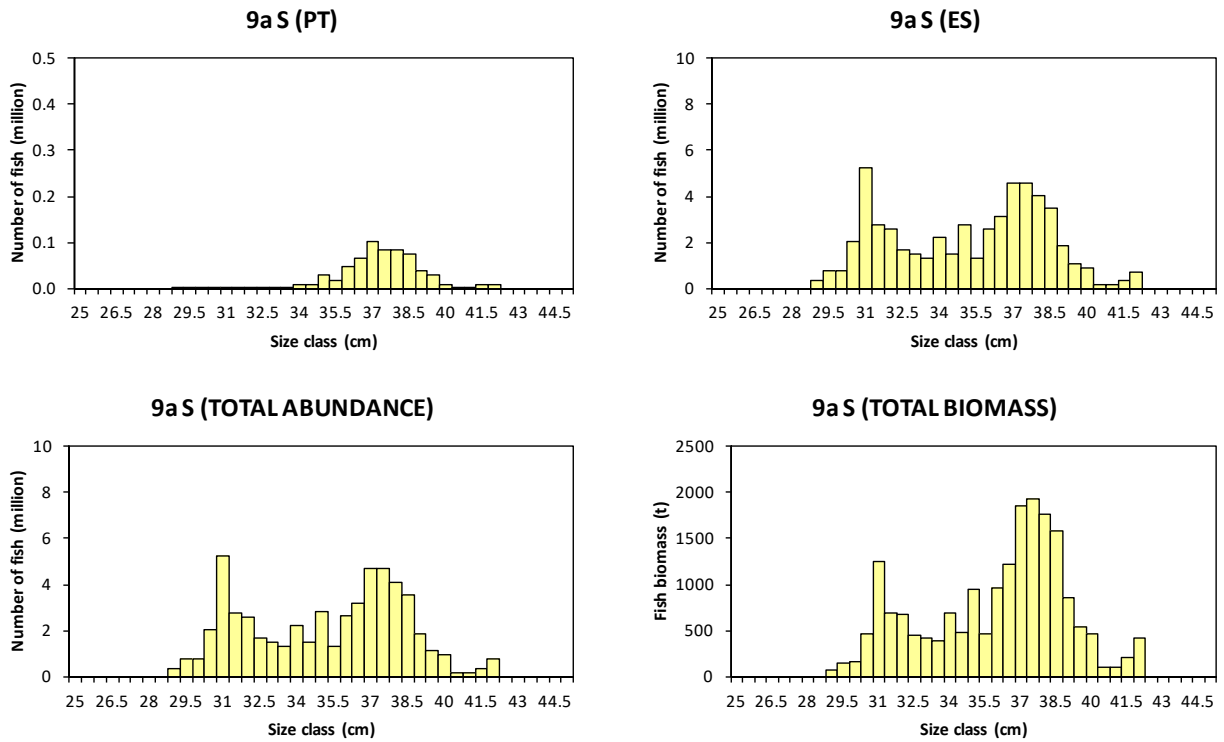 9a S (PT)
Number of fish (million)
0.5
0.4
0.3
0.2
0.1
0.0
25 26.5 28 29.5 31 32.5 34 35.5 37 38.5 40 41.5 43 44.5
Size class (cm)
9a S (ES)
Number of fish (million)
10
8
6
4
2
0
25 26.5 28 29.5 31 32.5 34 35.5 37 38.5 40 41.5 43 44.5
Size class (cm)
9a S (TOTAL ABUNDANCE)
Number of fish (million)
10
8
6
4
2
0
25 26.5 28 29.5 31 32.5 34 35.5 37 38.5 40 41.5 43 44.5
Size class (cm)
9a S (TOTAL BIOMASS)
Fish biomass (t)
2500
2000
1500
1000
500
0
25 26.5 28 29.5 31 32.5 34 35.5 37 38.5 40 41.5 43 44.5
Size class (cm)